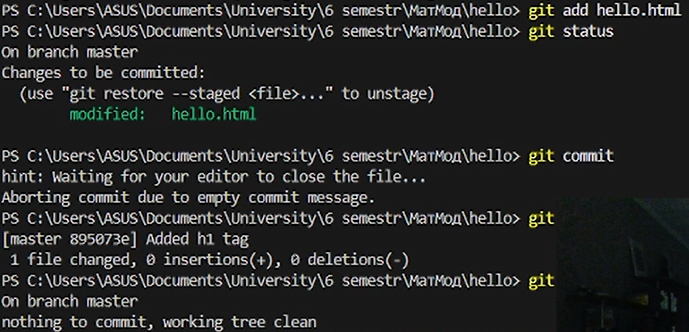 PS C:\Users\ASUS\Documents\University\6 semestr\МатМод\hello> git add hello.html
PS C:\Users\ASUS\Documents\University\6 semestr\МатМод\hello> git status
On branch master
Changes to be committed:
  (use "git restore --staged <file>..." to unstage)
        modified:   hello.html
PS C:\Users\ASUS\Documents\University\6 semestr\МатМод\hello> git commit
hint: Waiting for your editor to close the file...
Aborting commit due to empty commit message.
PS C:\Users\ASUS\Documents\University\6 semestr\МатМод\hello> git
[master 895073e] Added h1 tag
 1 file changed, 0 insertions(+), 0 deletions(-)
PS C:\Users\ASUS\Documents\University\6 semestr\МатМод\hello> git
On branch master
nothing to commit, working tree clean